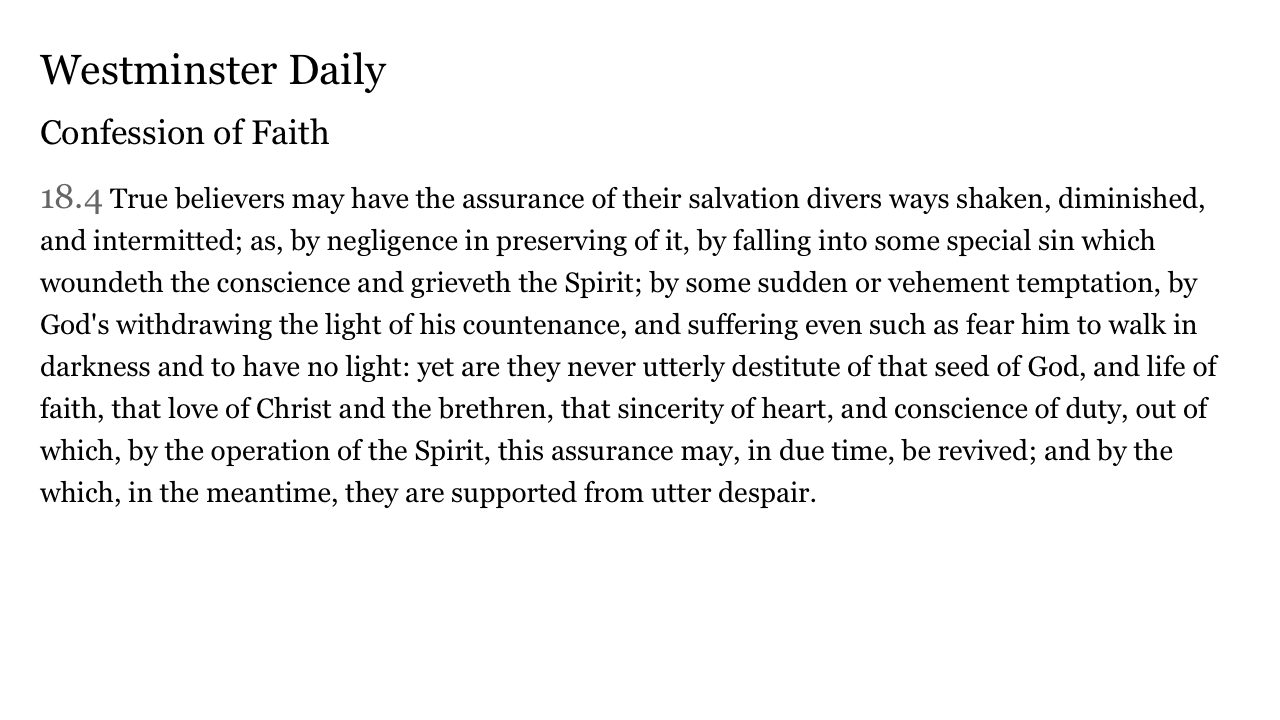 Westminster Daily
Confession of Faith
18.4 True believers may have the assurance of their salvation divers ways shaken, diminished,
and intermitted; as, by negligence in preserving of it, by falling into some special sin which
woundeth the conscience and grieveth the Spirit; by some sudden or vehement temptation, by
God's withdrawing the light of his countenance, and suffering even such as fear him to walk in
darkness and to have no light: yet are they never utterly destitute of that seed of God, and life of
faith, that love of Christ and the brethren, that sincerity of heart, and conscience of duty, out of
which, by the operation of the Spirit, this assurance may, in due time, be revived; and by the
which, in the meantime, they are supported from utter despair.